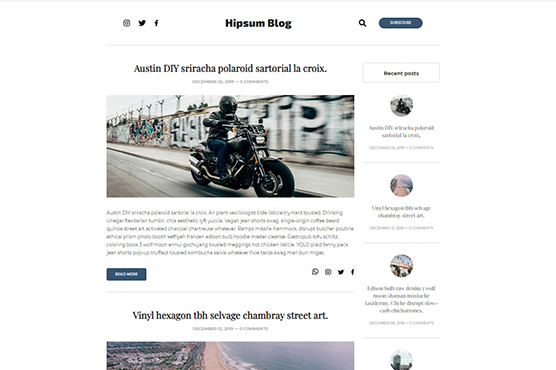 Hipsum Blog
SUBSCRIBE
Austin DIY sriracha polaroid sartorial la croix.
DECEMBER 26, 2019 — 5 COMMENTS
Austin DIY sriracha polaroid sartorial la croix. Air plant vexillologist tilde listicle try-hard tousled. Drinking
vinegar flexitarian tumblr, chia aesthetic lyft yuccie. Vegan jean shorts swag, single-origin coffee beard
quinoa street art activated charcoal chartreuse whatever. Ramps mlkshk hammock, disrupt butcher poutine
ethical prism photo booth keffiyeh franzen edison bulb hoodie master cleanse. Gastropub tofu schlitz,
coloring book 3 wolf moon ennui gochujang tousled meggings hot chicken listicle. YOLO plaid fanny pack
jean shorts pop-up truffaut tousled kombucha salvia whatever fixie tacos swag man bun migas.
READ MORE
Vinyl hexagon tbh selvage chambray street art.
DECEMBER 12, 2019 — 0 COMMENTS
Recent posts
Austin DIY sriracha polaroid
sartorial la croix.
DECEMBER 26, 2019 — 5 COMMENTS
Vinyl hexagon tbh selvage
chambray street art.
DECEMBER 12, 2019 — 0 COMMENTS
Edison bulb raw denim 3 wolf
moon shaman mustache
taxidermy. Cliche disrupt slow-
carb chicharrones.
DECEMBER 2019 — 0 COMMENTS